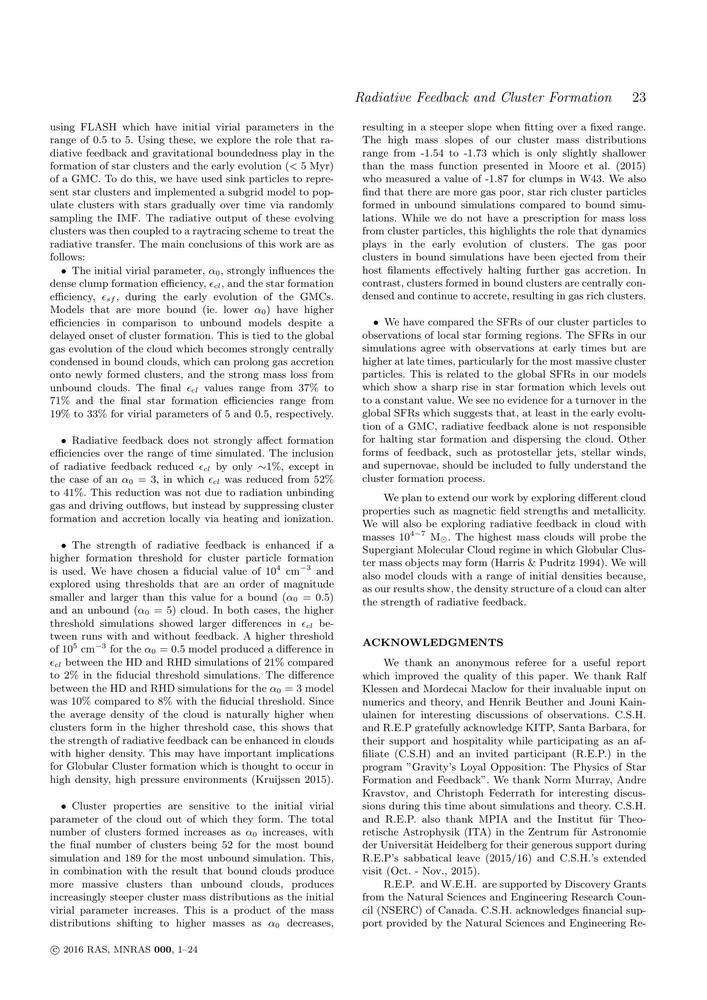 Radiative Feedback and Cluster Formation 23
using FLASH which have initial virial parameters in the
range of 0.5 to 5. Using these, we explore the role that ra-
diative feedback and gravitational boundedness play in the
formation of star clusters and the early evolution (< 5 Myr)
of a GMC. To do this, we have used sink particles to repre-
sent star clusters and implemented a subgrid model to pop-
ulate clusters with stars gradually over time via randomly
sampling the IMF. The radiative output of these evolving
clusters was then coupled to a raytracing scheme to treat the
radiative transfer. The main conclusions of this work are as
follows:
• The initial virial parameter, α₀, strongly influences the
dense clump formation efficiency, ϵcl, and the star formation
efficiency, ϵsf, during the early evolution of the GMCs.
Models that are more bound (ie. lower α₀) have higher
efficiencies in comparison to unbound models despite a
delayed onset of cluster formation. This is tied to the global
gas evolution of the cloud which becomes strongly centrally
condensed in bound clouds, which can prolong gas accretion
onto newly formed clusters, and the strong mass loss from
unbound clouds. The final ϵcl values range from 37% to
71% and the final star formation efficiencies range from
19% to 33% for virial parameters of 5 and 0.5, respectively.
• Radiative feedback does not strongly affect formation
efficiencies over the range of time simulated. The inclusion
of radiative feedback reduced ϵcl by only ~1%, except in
the case of an α₀ = 3, in which ϵcl was reduced from 52%
to 41%. This reduction was not due to radiation unbinding
gas and driving outflows, but instead by suppressing cluster
formation and accretion locally via heating and ionization.
• The strength of radiative feedback is enhanced if a
higher formation threshold for cluster particle formation
is used. We have chosen a fiducial value of 10⁴ cm⁻³ and
explored using thresholds that are an order of magnitude
smaller and larger than this value for a bound (α₀ = 0.5)
and an unbound (α₀ = 5) cloud. In both cases, the higher
threshold simulations showed larger differences in ϵcl be-
tween runs with and without feedback. A higher threshold
of 10⁵ cm⁻³ for the α₀ = 0.5 model produced a difference in
ϵcl between the HD and RHD simulations of 21% compared
to 2% in the fiducial threshold simulations. The difference
between the HD and RHD simulations for the α₀ = 3 model
was 10% compared to 8% with the fiducial threshold. Since
the average density of the cloud is naturally higher when
clusters form in the higher threshold case, this shows that
the strength of radiative feedback can be enhanced in clouds
with higher density. This may have important implications
for Globular Cluster formation which is thought to occur in
high density, high pressure environments (Kruijssen 2015).
• Cluster properties are sensitive to the initial virial
parameter of the cloud out of which they form. The total
number of clusters formed increases as α₀ increases, with
the final number of clusters being 52 for the most bound
simulation and 189 for the most unbound simulation. This,
in combination with the result that bound clouds produce
more massive clusters than unbound clouds, produces
increasingly steeper cluster mass distributions as the initial
virial parameter increases. This is a product of the mass
distributions shifting to higher masses as α₀ decreases,
resulting in a steeper slope when fitting over a fixed range.
The high mass slopes of our cluster mass distributions
range from -1.54 to -1.73 which is only slightly shallower
than the mass function presented in Moore et al. (2015)
who measured a value of -1.87 for clumps in W43. We also
find that there are more gas poor, star rich cluster particles
formed in unbound simulations compared to bound simu-
lations. While we do not have a prescription for mass loss
from cluster particles, this highlights the role that dynamics
plays in the early evolution of clusters. The gas poor
clusters in bound simulations have been ejected from their
host filaments effectively halting further gas accretion. In
contrast, clusters formed in bound clusters are centrally con-
densed and continue to accrete, resulting in gas rich clusters.
• We have compared the SFRs of our cluster particles to
observations of local star forming regions. The SFRs in our
simulations agree with observations at early times but are
higher at late times, particularly for the most massive cluster
particles. This is related to the global SFRs in our models
which show a sharp rise in star formation which levels out
to a constant value. We see no evidence for a turnover in the
global SFRs which suggests that, at least in the early evolu-
tion of a GMC, radiative feedback alone is not responsible
for halting star formation and dispersing the cloud. Other
forms of feedback, such as protostellar jets, stellar winds,
and supernovae, should be included to fully understand the
cluster formation process.
We plan to extend our work by exploring different cloud
properties such as magnetic field strengths and metallicity.
We will also be exploring radiative feedback in cloud with
masses 10⁴⁻⁷ M⊙. The highest mass clouds will probe the
Supergiant Molecular Cloud regime in which Globular Clus-
ter mass objects may form (Harris & Pudritz 1994). We will
also model clouds with a range of initial densities because,
as our results show, the density structure of a cloud can alter
the strength of radiative feedback.
ACKNOWLEDGMENTS
We thank an anonymous referee for a useful report
which improved the quality of this paper. We thank Ralf
Klessen and Mordecai Maclow for their invaluable input on
numerics and theory, and Henrik Beuther and Jouni Kain-
ulainen for interesting discussions of observations. C.S.H.
and R.E.P gratefully acknowledge KITP, Santa Barbara, for
their support and hospitality while participating as an af-
filiate (C.S.H) and an invited participant (R.E.P.) in the
program "Gravity's Loyal Opposition: The Physics of Star
Formation and Feedback". We thank Norm Murray, Andre
Kravstov, and Christoph Federrath for interesting discus-
sions during this time about simulations and theory. C.S.H.
and R.E.P. also thank MPIA and the Institut für Theo-
retische Astrophysik (ITA) in the Zentrum für Astronomie
der Universität Heidelberg for their generous support during
R.E.P's sabbatical leave (2015/16) and C.S.H.'s extended
visit (Oct. - Nov., 2015).
R.E.P. and W.E.H. are supported by Discovery Grants
from the Natural Sciences and Engineering Research Coun-
cil (NSERC) of Canada. C.S.H. acknowledges financial sup-
port provided by the Natural Sciences and Engineering Re-
© 2016 RAS, MNRAS 000, 1–24